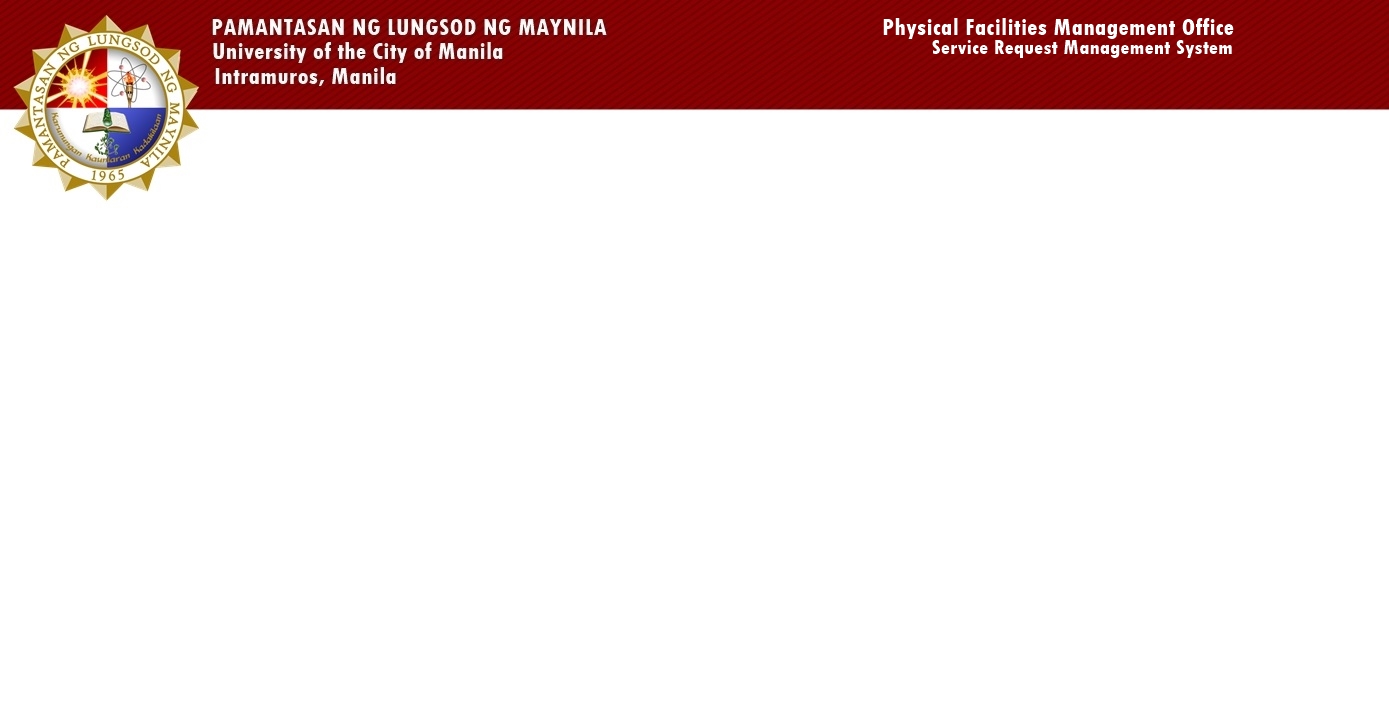 PAMANTASAN NG LUNGSOD NG MAYNILA
University of the City of Manila
Intramuros, Manila
Physical Facilities Management Office
Service Request Management System
PAMANTASAN NG LUNGSOD NG MAYNILA
Karunungan Kaunlaran Kadakilaan
1965